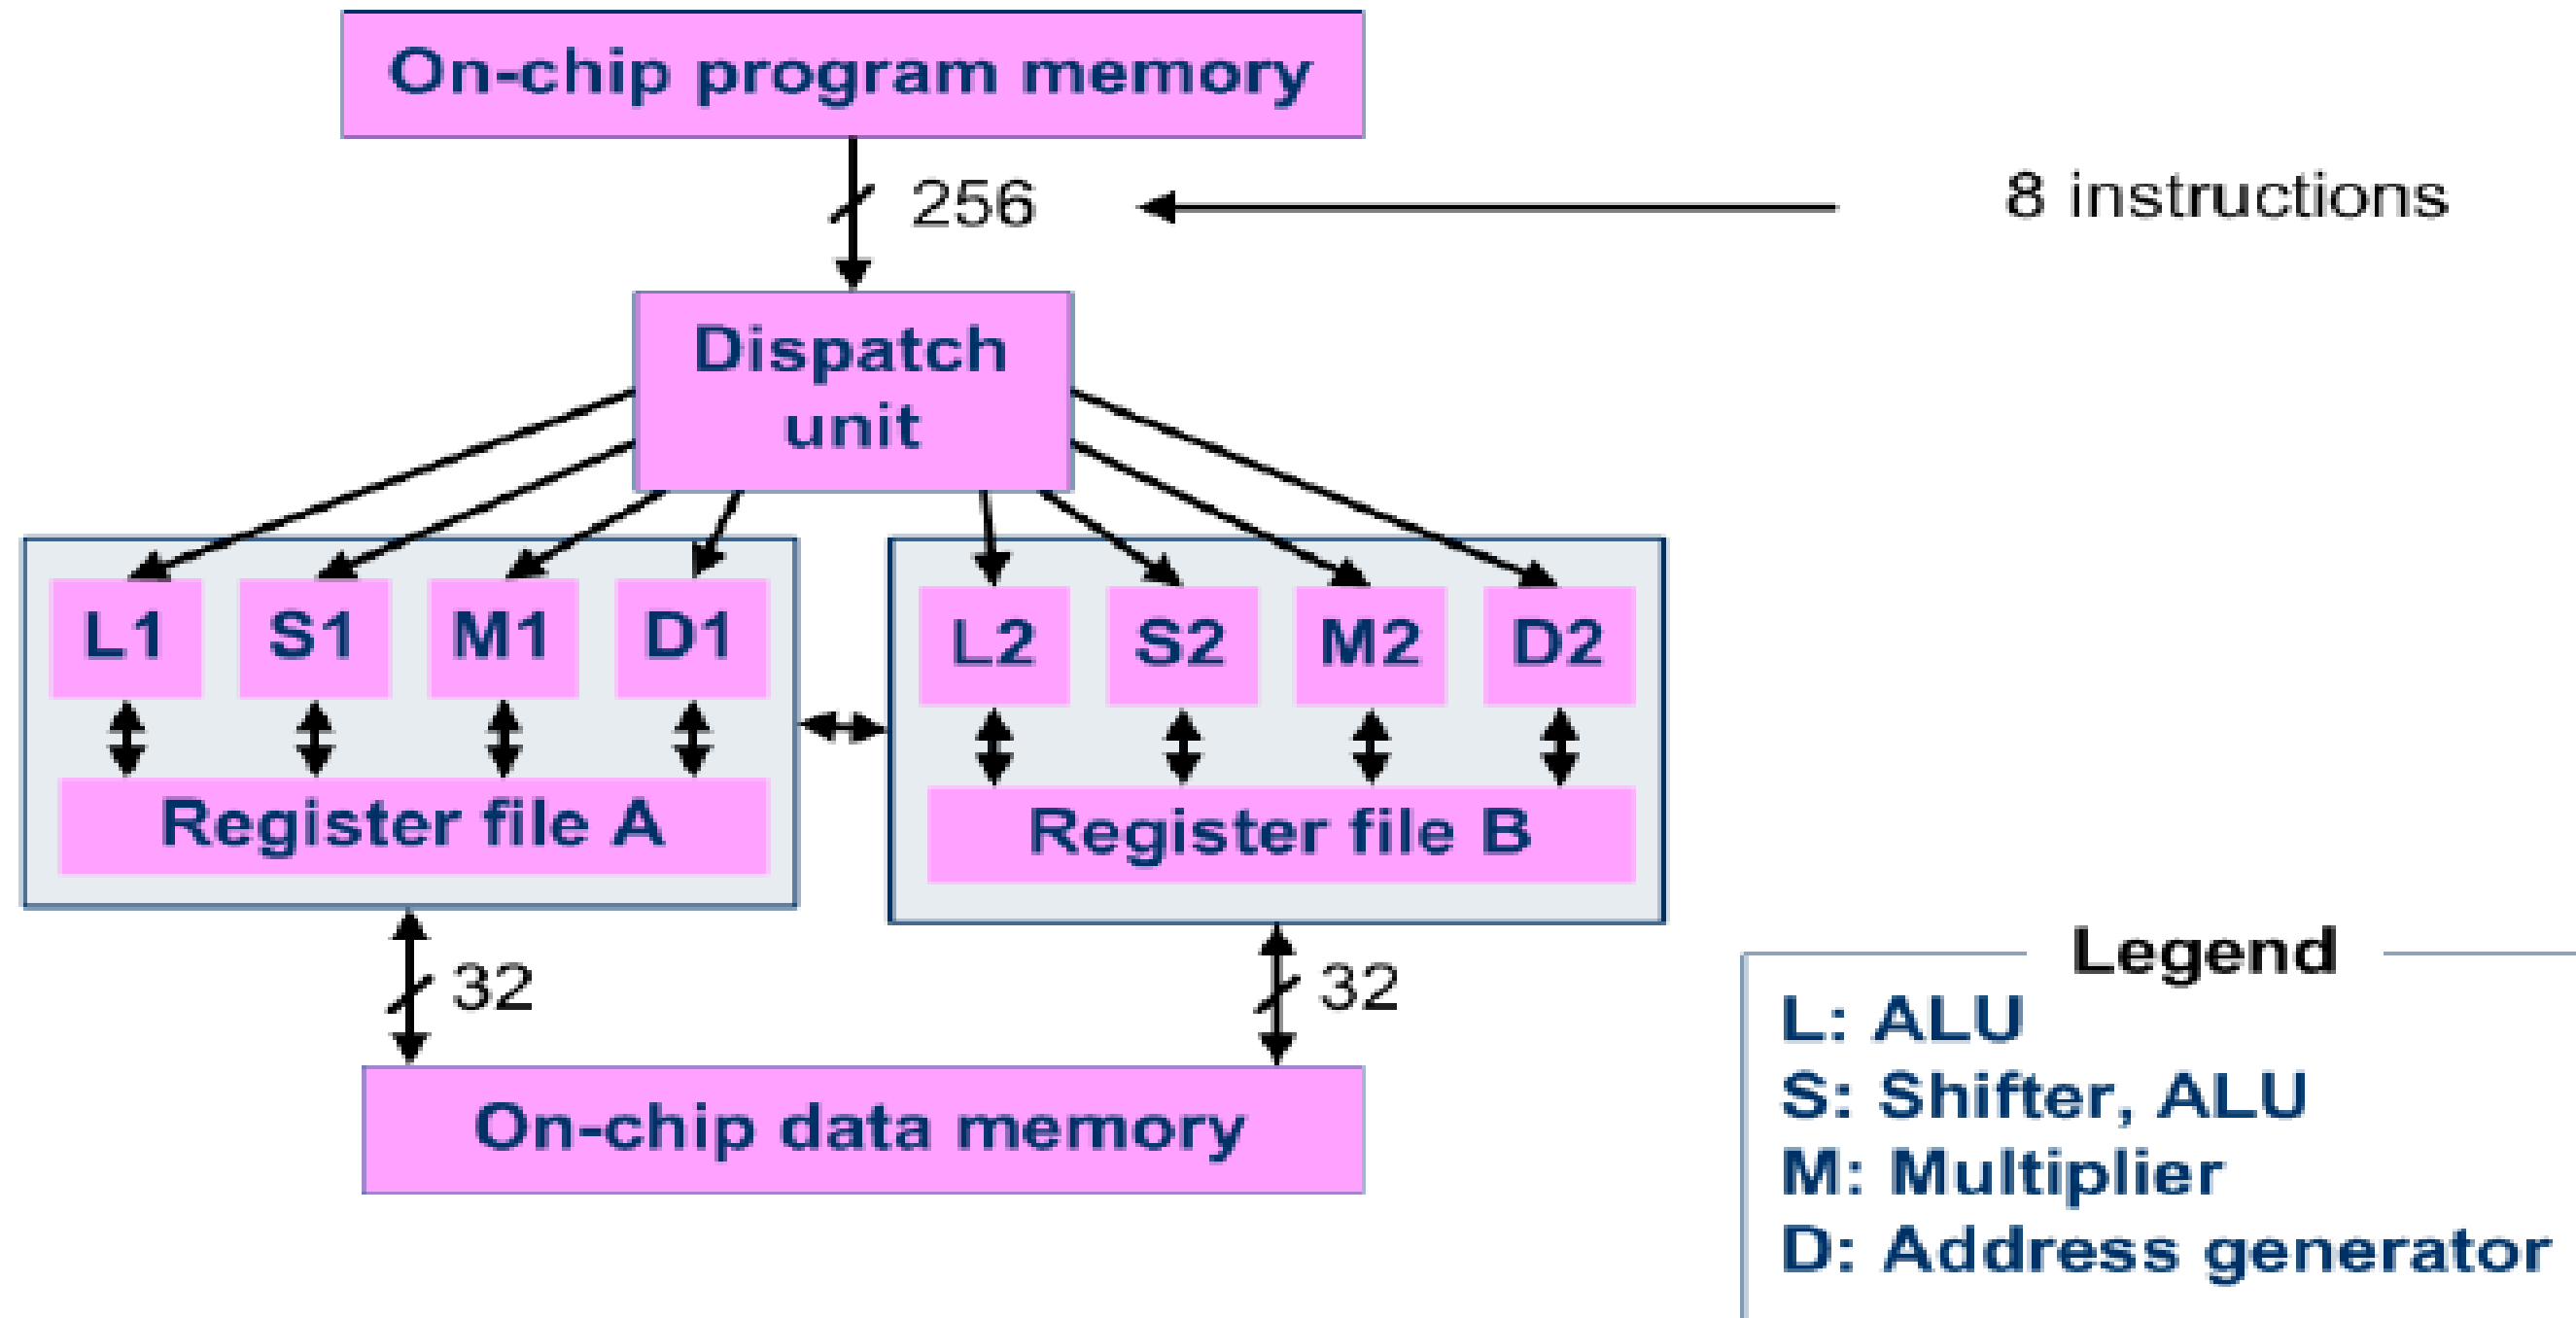 On-chip program memory
256
8 instructions
Dispatch
unit
L1 S1 M1 D1
L2 S2 M2 D2
Register file A
Register file B
32
32
On-chip data memory
Legend
L: ALU
S: Shifter, ALU
M: Multiplier
D: Address generator